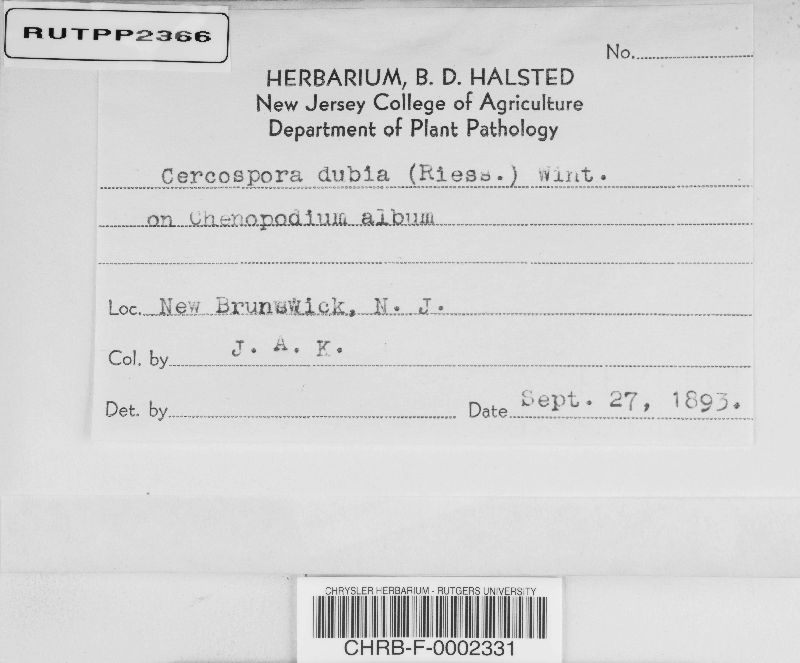 RUTPP2366
No.
HERBARIUM, B. D. HALSTED
New Jersey College of Agriculture
Department of Plant Pathology
Cercospora dubia (Riess.) Wint.
on Chenopodium album
Loc. New Brunswick, N. J.
Col. by J. A. K.
Det. by
Date Sept. 27, 1893.
CHRYSLER HERBARIUM - RUTGERS UNIVERSITY
CHRB-F-0002331